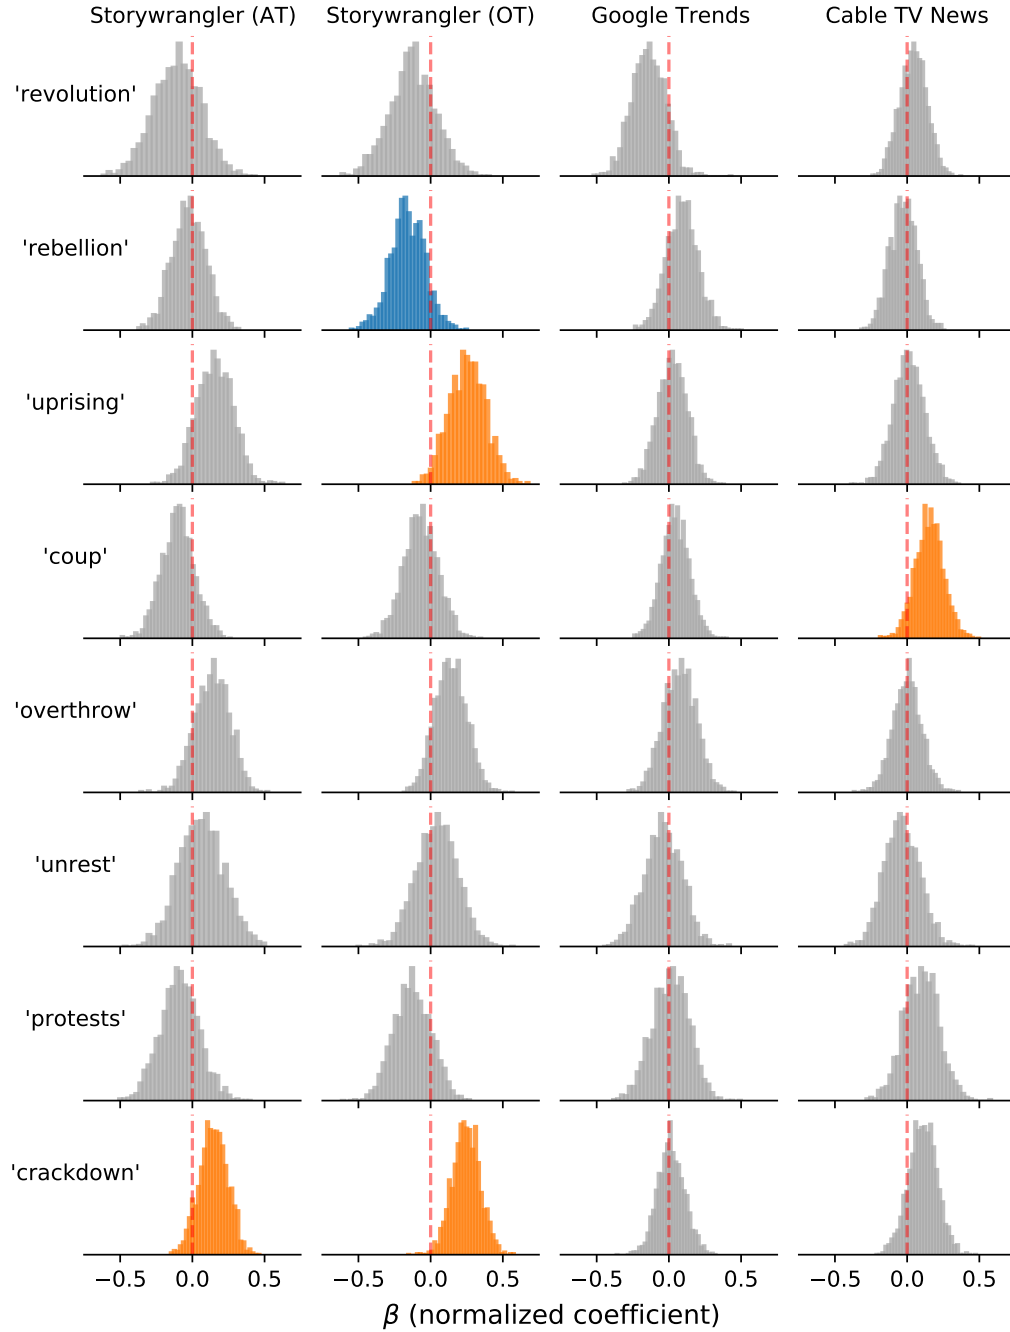 Storywrangler (AT) Storywrangler (OT) Google Trends Cable TV News
'revolution'
'rebellion'
'uprising'
'coup'
'overthrow'
'unrest'
'protests'
'crackdown'
−0.5 0.0 0.5 −0.5 0.0 0.5 −0.5 0.0 0.5 −0.5 0.0 0.5
β (normalized coefficient)